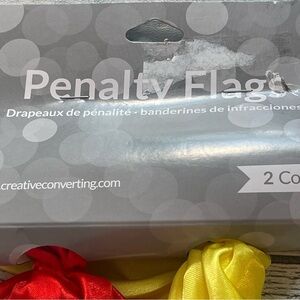 Penalty Flags
Drapeaux de pénalité - banderines de infracciones
creativeconverting.com
2 Co